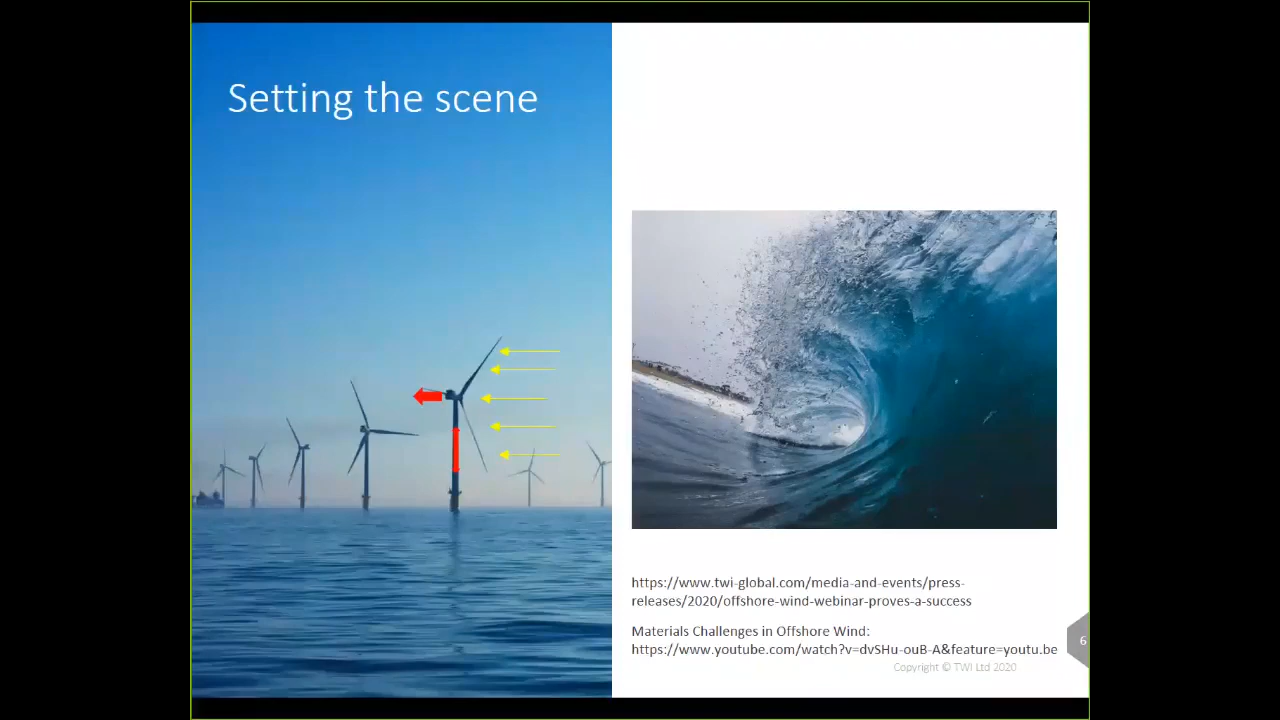 Setting the scene
https://www.twi-global.com/media-and-events/press-
releases/2020/offshore-wind-webinar-proves-a-success
Materials Challenges in Offshore Wind:
https://www.youtube.com/watch?v=dvSHu-ouB-A&feature=youtu.be
6
Copyright © TWI Ltd 2020